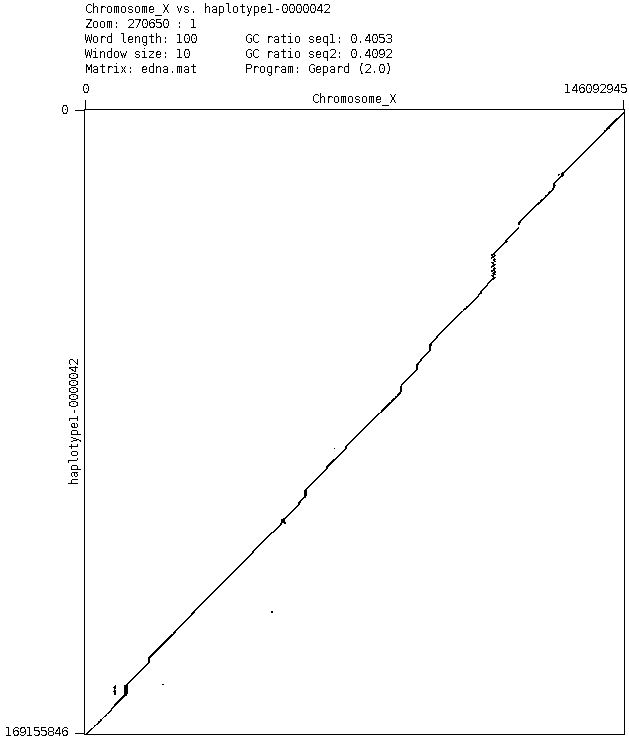 Chromosome_X vs. haplotype1-0000042
Zoom: 270650 : 1
Word length: 100 GC ratio seq1: 0.4053
Window size: 10 GC ratio seq2: 0.4092
Matrix: edna.mat Program: Gepard (2.0)
0 146092945
Chromosome_X
0
haplotype1-0000042
169155846